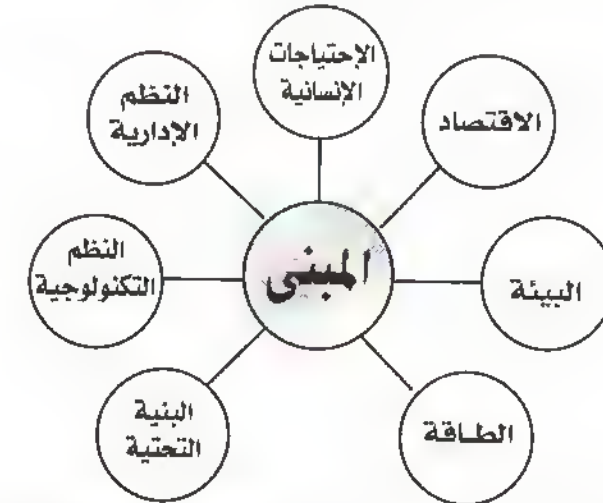 الإحتياجات
الإنسانية
الاقتصاد
النظم
الإدارية
المبنى
البيئة
النظم
التكنولوجية
الطاقة
البنية
التحتية